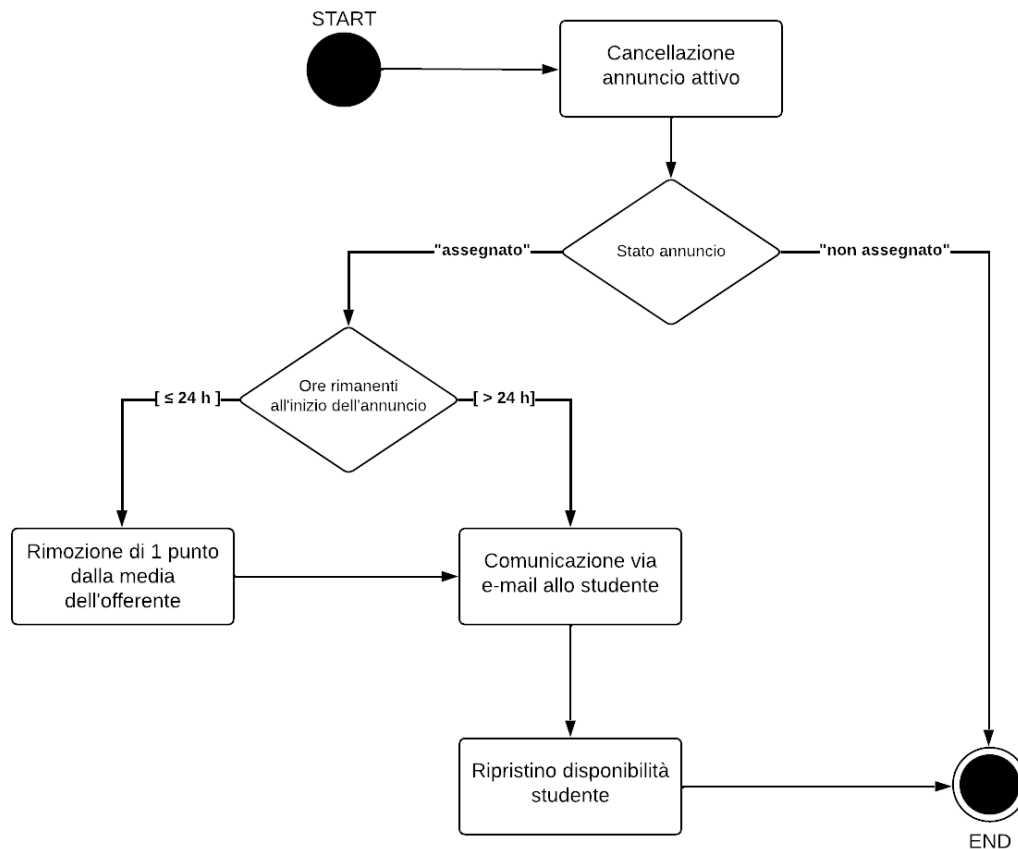 START
Cancellazione
annuncio attivo
Stato annuncio
"assegnato"
"non assegnato"
Ore rimanenti
all'inizio dell'annuncio
[ ≤ 24 h ]
[ > 24 h]
Rimozione di 1 punto
dalla media
dell'offerente
Comunicazione via
e-mail allo studente
Ripristino disponibilità
studente
END